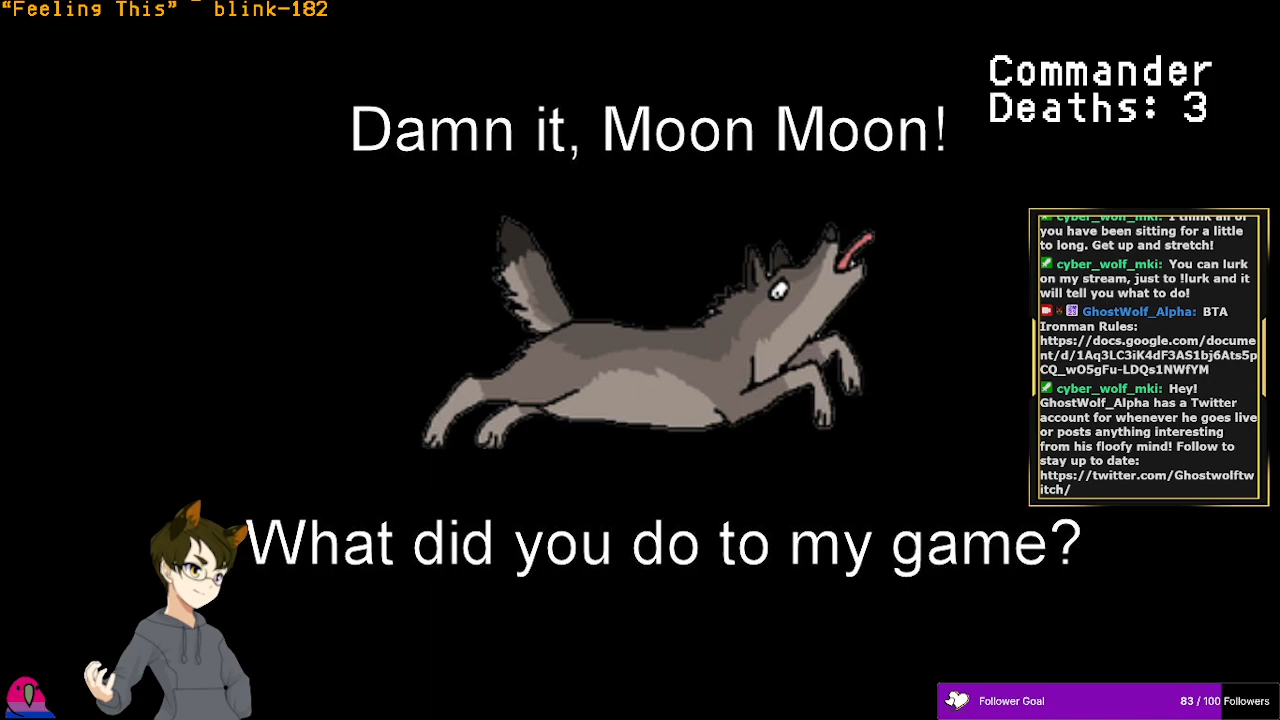 "Feeling This" ~ blink-182
Commander
Deaths: 3
Damn it, Moon Moon!
cyber_wolf_mki: I think all of
you have been sitting for a little
to long. Get up and stretch!
cyber_wolf_mki: You can lurk
on my stream, just to !lurk and it
will tell you what to do!
GhostWolf_Alpha: BTA
Ironman Rules:
https://docs.google.com/docume
nt/d/1Aq3LC3iK4dF3AS1bj6Ats5p
CQ_wO5gFu-LDQs1NWfYM
cyber_wolf_mki: Hey!
GhostWolf_Alpha has a Twitter
account for whenever he goes live
or posts anything interesting
from his floofy mind! Follow to
stay up to date:
https://twitter.com/Ghostwolftw
itch/
What did you do to my game?
Follower Goal
83 / 100 Followers